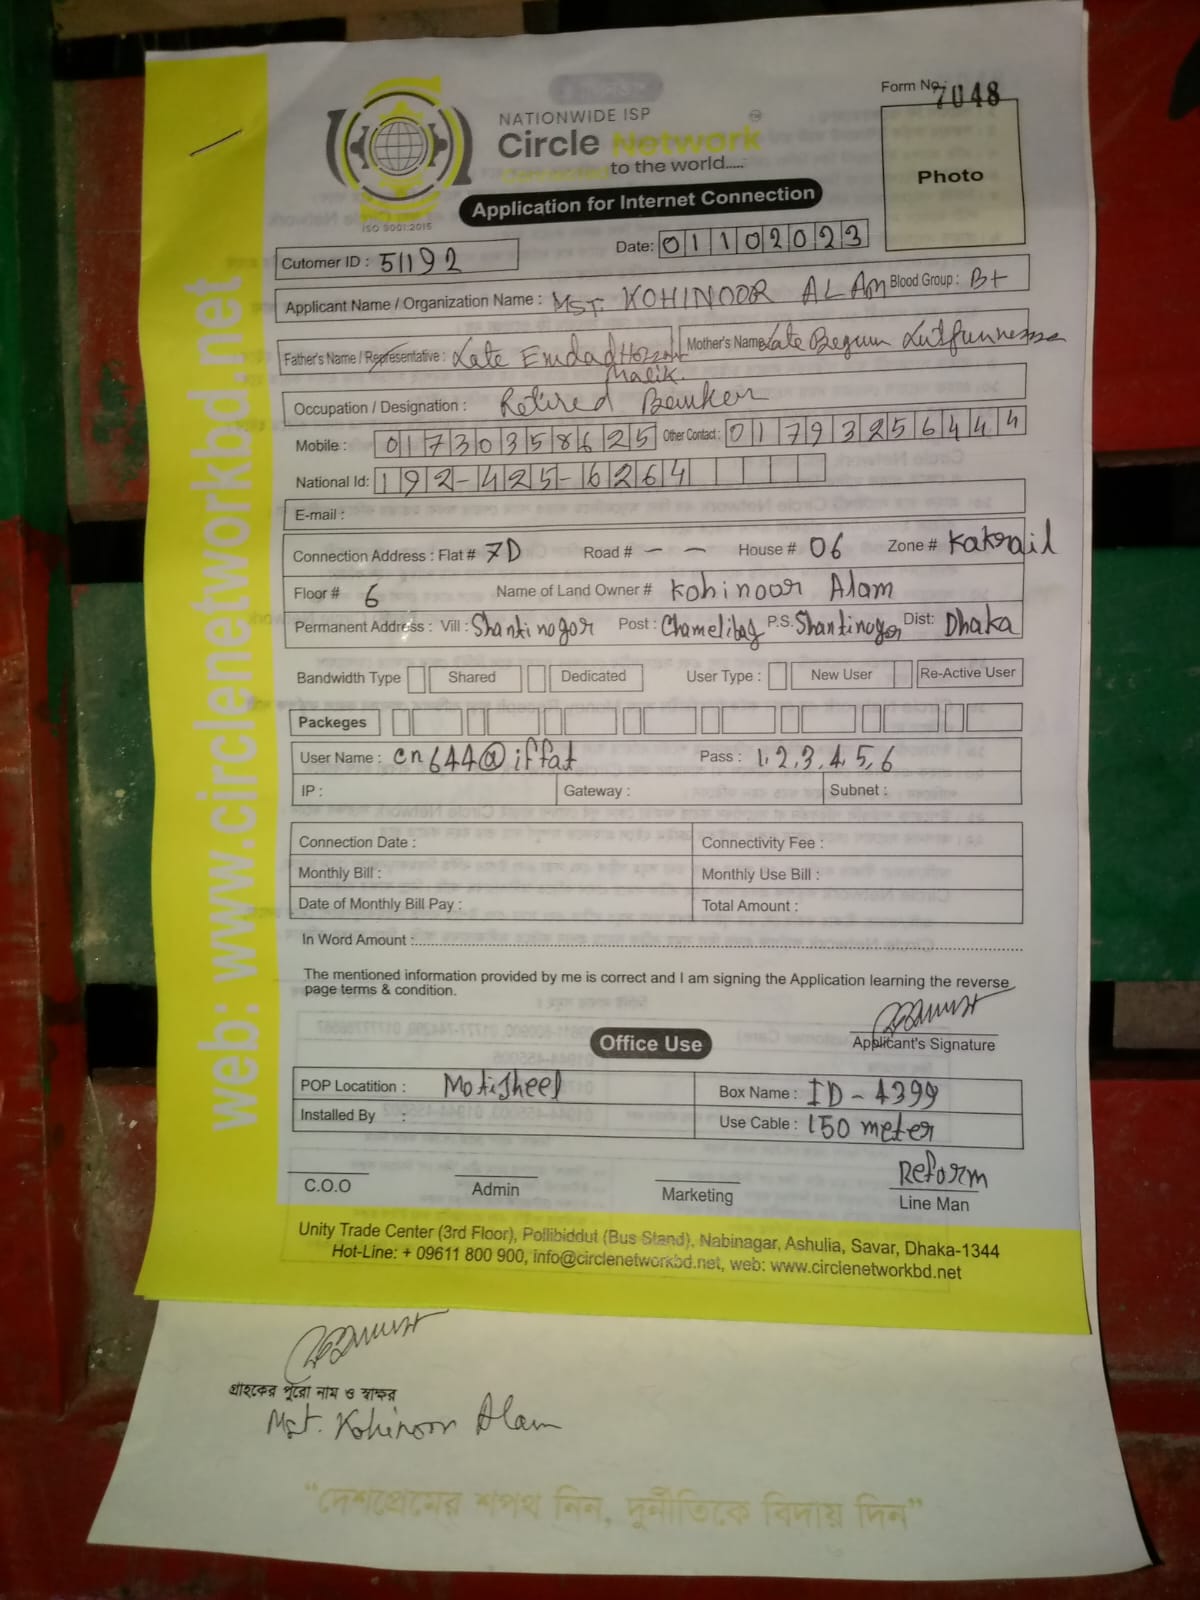 Form No.: 7048
NATIONWIDE ISP
Circle Network
to the world.....
Photo
Application for Internet Connection
ISO 9001:2015
Date: 01102023
Cutomer ID : 51192
Applicant Name / Organization Name : MST. KOHINOOR ALAM Blood Group : B+
Father's Name / Representative : Late Emdad Hossain Malik. Mother's Name Late Begum Lutfunnessa
Occupation / Designation : Retired Banker
Mobile : 01730358625 Other Contact : 01793256444
National Id: 192-425-6264
E-mail :
Connection Address : Flat # 7D Road # – – House # 06 Zone # Kakrail
Floor # 6 Name of Land Owner # Kohinoor Alam
Permanent Address : Vill : Shantinogor Post : Chamelibag P.S. Shantinogor Dist: Dhaka
Bandwidth Type Shared Dedicated User Type : New User Re-Active User
Packeges
User Name : cn644@iffat Pass : 1,2,3,4,5,6
IP : Gateway : Subnet :
Connection Date : Connectivity Fee :
Monthly Bill : Monthly Use Bill :
Date of Monthly Bill Pay : Total Amount :
In Word Amount :
The mentioned information provided by me is correct and I am signing the Application learning the reverse
page terms & condition.
Applicant's Signature
Office Use
POP Locatition : Motijheel Box Name : ID-4399
Installed By : Use Cable : 150 meter
Reform
C.O.O Admin Marketing Line Man
Unity Trade Center (3rd Floor), Pollibiddut (Bus Stand), Nabinagar, Ashulia, Savar, Dhaka-1344
Hot-Line: + 09611 800 900, info@circlenetworkbd.net, web: www.circlenetworkbd.net
web: www.circlenetworkbd.net
গ্রাহকের পুরো নাম ও স্বাক্ষর
Mst. Kohinoor Alam
“দেশপ্রেমের শপথ নিন, দুর্নীতিকে বিদায় দিন”